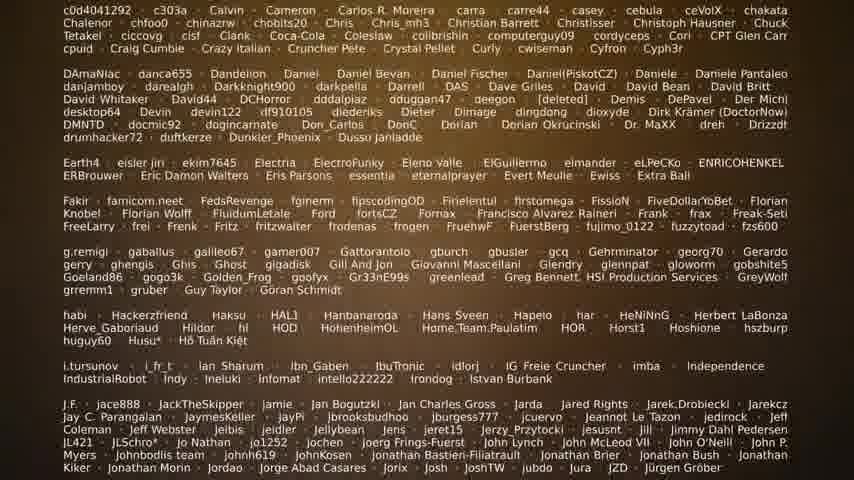 c0d4041292 · c303a · Calvin · Cameron · Carlos R. Moreira · carra · carre44 · casey · cebula · ceVoIX · chakata
Chalenor · chfoo0 · chinazrw · chobits20 · Chris · Chris_mh3 · Christian Barrett · Christisser · Christoph Häusner · Chuck
Tetakel · ciccovg · cisf · Clank · Coca-Cola · Coleslaw · colibrishin · computerguy09 · cordyceps · Cori · CPT Glen Carr
cpuid · Craig Cumbie · Crazy Italian · Cruncher Pete · Crystal Pellet · Curly · cwiseman · Cyfron · Cyph3r
DAmaNiac · danca655 · Dandelion · Daniel · Daniel Bevan · Daniel Fischer · Daniel(PiskotCZ) · Daniele · Daniele Pantaleo
danjamboy · darealgh · Darkknight900 · darkpella · Darrell · DAS · Dave Griles · David · David Bean · David Britt
David Whitaker · David44 · DCHorror · dddalpiaz · dduggan47 · deegon · [deleted] · Demis · DePavel · Der Michl
desktop64 · Devin · devin122 · df910105 · diederiks · Dieter · Dimage · dingdong · dioxyde · Dirk Krämer (DoctorNow)
DMNTD · docmic92 · dogincarnate · Don_Carlos · DonC · Dorian · Dorian Okrucinski · Dr. MaXX · dreh · Drizzdt
drumhacker72 · duftkerze · Dunkler_Phoenix · Dussu Janladde
Earth4 · eisler jiri · ekim7645 · Electria · ElectroFunky · Eleno Valle · ElGuillermo · elmander · eLPeCKo · ENRICOHENKEL
ERBrouwer · Eric Damon Walters · Eris Parsons · essentia · eternalprayer · Evert Meulie · Ewiss · Extra Ball
Fakir · famicom.neet · FedsRevenge · fginerm · fipscodingOD · Firielentul · firstomega · FissioN · FiveDollarYoBet · Florian
Knobel · Florian Wolff · FluidumLetale · Ford · fortsCZ · Fornax · Francisco Alvarez Raineri · Frank · frax · Freak-Seti
FreeLarry · frei · Frenk · Fritz · fritzwaiter · frodenas · frogen · FruehwF · FuerstBerg · fujimo_0122 · fuzzytoad · fzs600
g.remigi · gaballus · galileo67 · gamer007 · Gattorantolo · gburch · gbusler · gcq · Gehrminator · georg70 · Gerardo
gerry · ghengis · Ghis · Ghost · gigadisk · Gill And Jon · Giovanni Mascellani · Glendry · glennpat · gloworm · gobshite5
Goeland86 · gogo3k · Golden_Frog · goofyx · Gr33nE99s · greenlead · Greg Bennett, HSI Production Services · GreyWolf
grremm1 · gruber · Guy Taylor · Göran Schmidt
habi · Hackerzfriend · Haksu · HAL1 · Hanbanaroda · Hans Sveen · Hapelo · har · HeNiNnG · Herbert LaBonza
Herve_Gaboriaud · Hildor · hl · HOD · HohenheimOL · Home.Team.Paulatim · HOR · Horst1 · Hoshione · hszburp
huguy60 · Husu* · Hồ Tuấn Kiệt
i.tursunov · i_fr_t · Ian Sharum · Ibn_Gaben · IbuTronic · idlorj · IG Freie Cruncher · imba · Independence
IndustrialRobot · Indy · Ineluki · Infomat · intello222222 · Irondog · Istvan Burbank
J.F. · jace888 · JackTheSkipper · jamie · Jan Bogutzki · Jan Charles Gross · Jarda · Jared Rights · Jarek.Drobiecki · Jarekcz
Jay C. Parangalan · JaymesKeller · JayPi · Jbrooksbudhoo · Jburgess777 · jcuervo · Jeannot Le Tazon · jedirock · Jeff
Coleman · Jeff Webster · Jeibis · jeidler · Jellybean · Jens · jeret15 · Jerzy_Przytocki · jesusnt · Jill · Jimmy Dahl Pedersen
JL421 · JLSchro* · Jo Nathan · jo1252 · Jochen · Joerg Frings-Fuerst · John Lynch · John McLeod VII · John O'Neill · John P.
Myers · Johnbodlis team · johnh619 · JohnKosen · Jonathan Bastien-Filiatrault · Jonathan Brier · Jonathan Bush · Jonathan
Kiker · Jonathan Monn · Jordao · Jorge Abad Casares · Jorix · Josh · JoshTW · jubdo · Jura · JZD · Jürgen Gröber